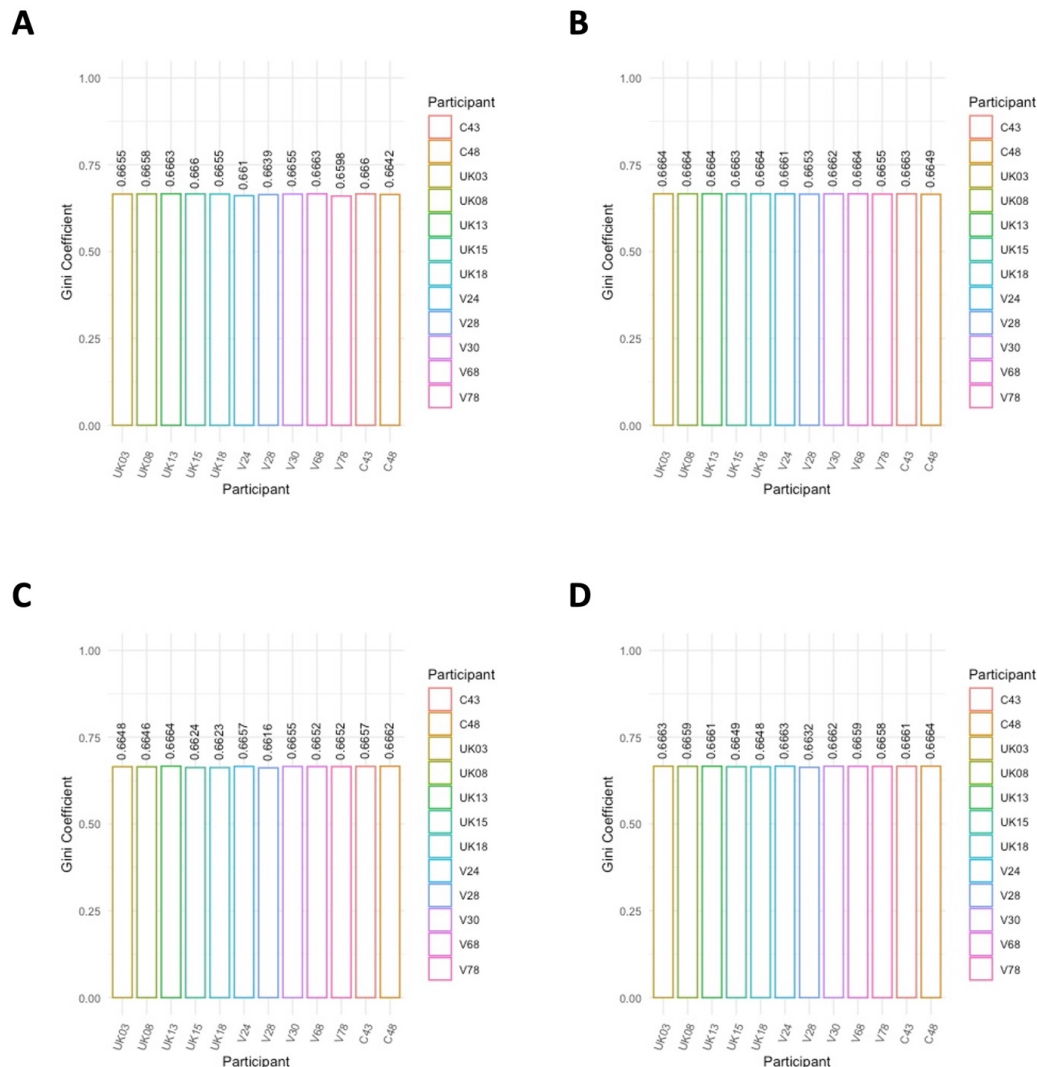 A
1.00
0.75
0.50
0.25
0.00
Gini Coefficient
0.6655
0.6658
0.6663
0.666
0.6655
0.661
0.6639
0.6655
0.6663
0.6598
0.666
0.6642
UK03
UK08
UK13
UK15
UK18
V24
V28
V30
V68
V78
C43
C48
Participant
Participant
C43
C48
UK03
UK08
UK13
UK15
UK18
V24
V28
V30
V68
V78
B
1.00
0.75
0.50
0.25
0.00
Gini Coefficient
0.6664
0.6664
0.6664
0.6663
0.6664
0.6661
0.6653
0.6662
0.6664
0.6655
0.6663
0.6649
UK03
UK08
UK13
UK15
UK18
V24
V28
V30
V68
V78
C43
C48
Participant
Participant
C43
C48
UK03
UK08
UK13
UK15
UK18
V24
V28
V30
V68
V78
C
1.00
0.75
0.50
0.25
0.00
Gini Coefficient
0.6648
0.6646
0.6664
0.6624
0.6623
0.6657
0.6616
0.6655
0.6652
0.6652
0.6657
0.6662
UK03
UK08
UK13
UK15
UK18
V24
V28
V30
V68
V78
C43
C48
Participant
Participant
C43
C48
UK03
UK08
UK13
UK15
UK18
V24
V28
V30
V68
V78
D
1.00
0.75
0.50
0.25
0.00
Gini Coefficient
0.6663
0.6659
0.6661
0.6649
0.6648
0.6663
0.6632
0.6662
0.6659
0.6658
0.6661
0.6664
UK03
UK08
UK13
UK15
UK18
V24
V28
V30
V68
V78
C43
C48
Participant
Participant
C43
C48
UK03
UK08
UK13
UK15
UK18
V24
V28
V30
V68
V78